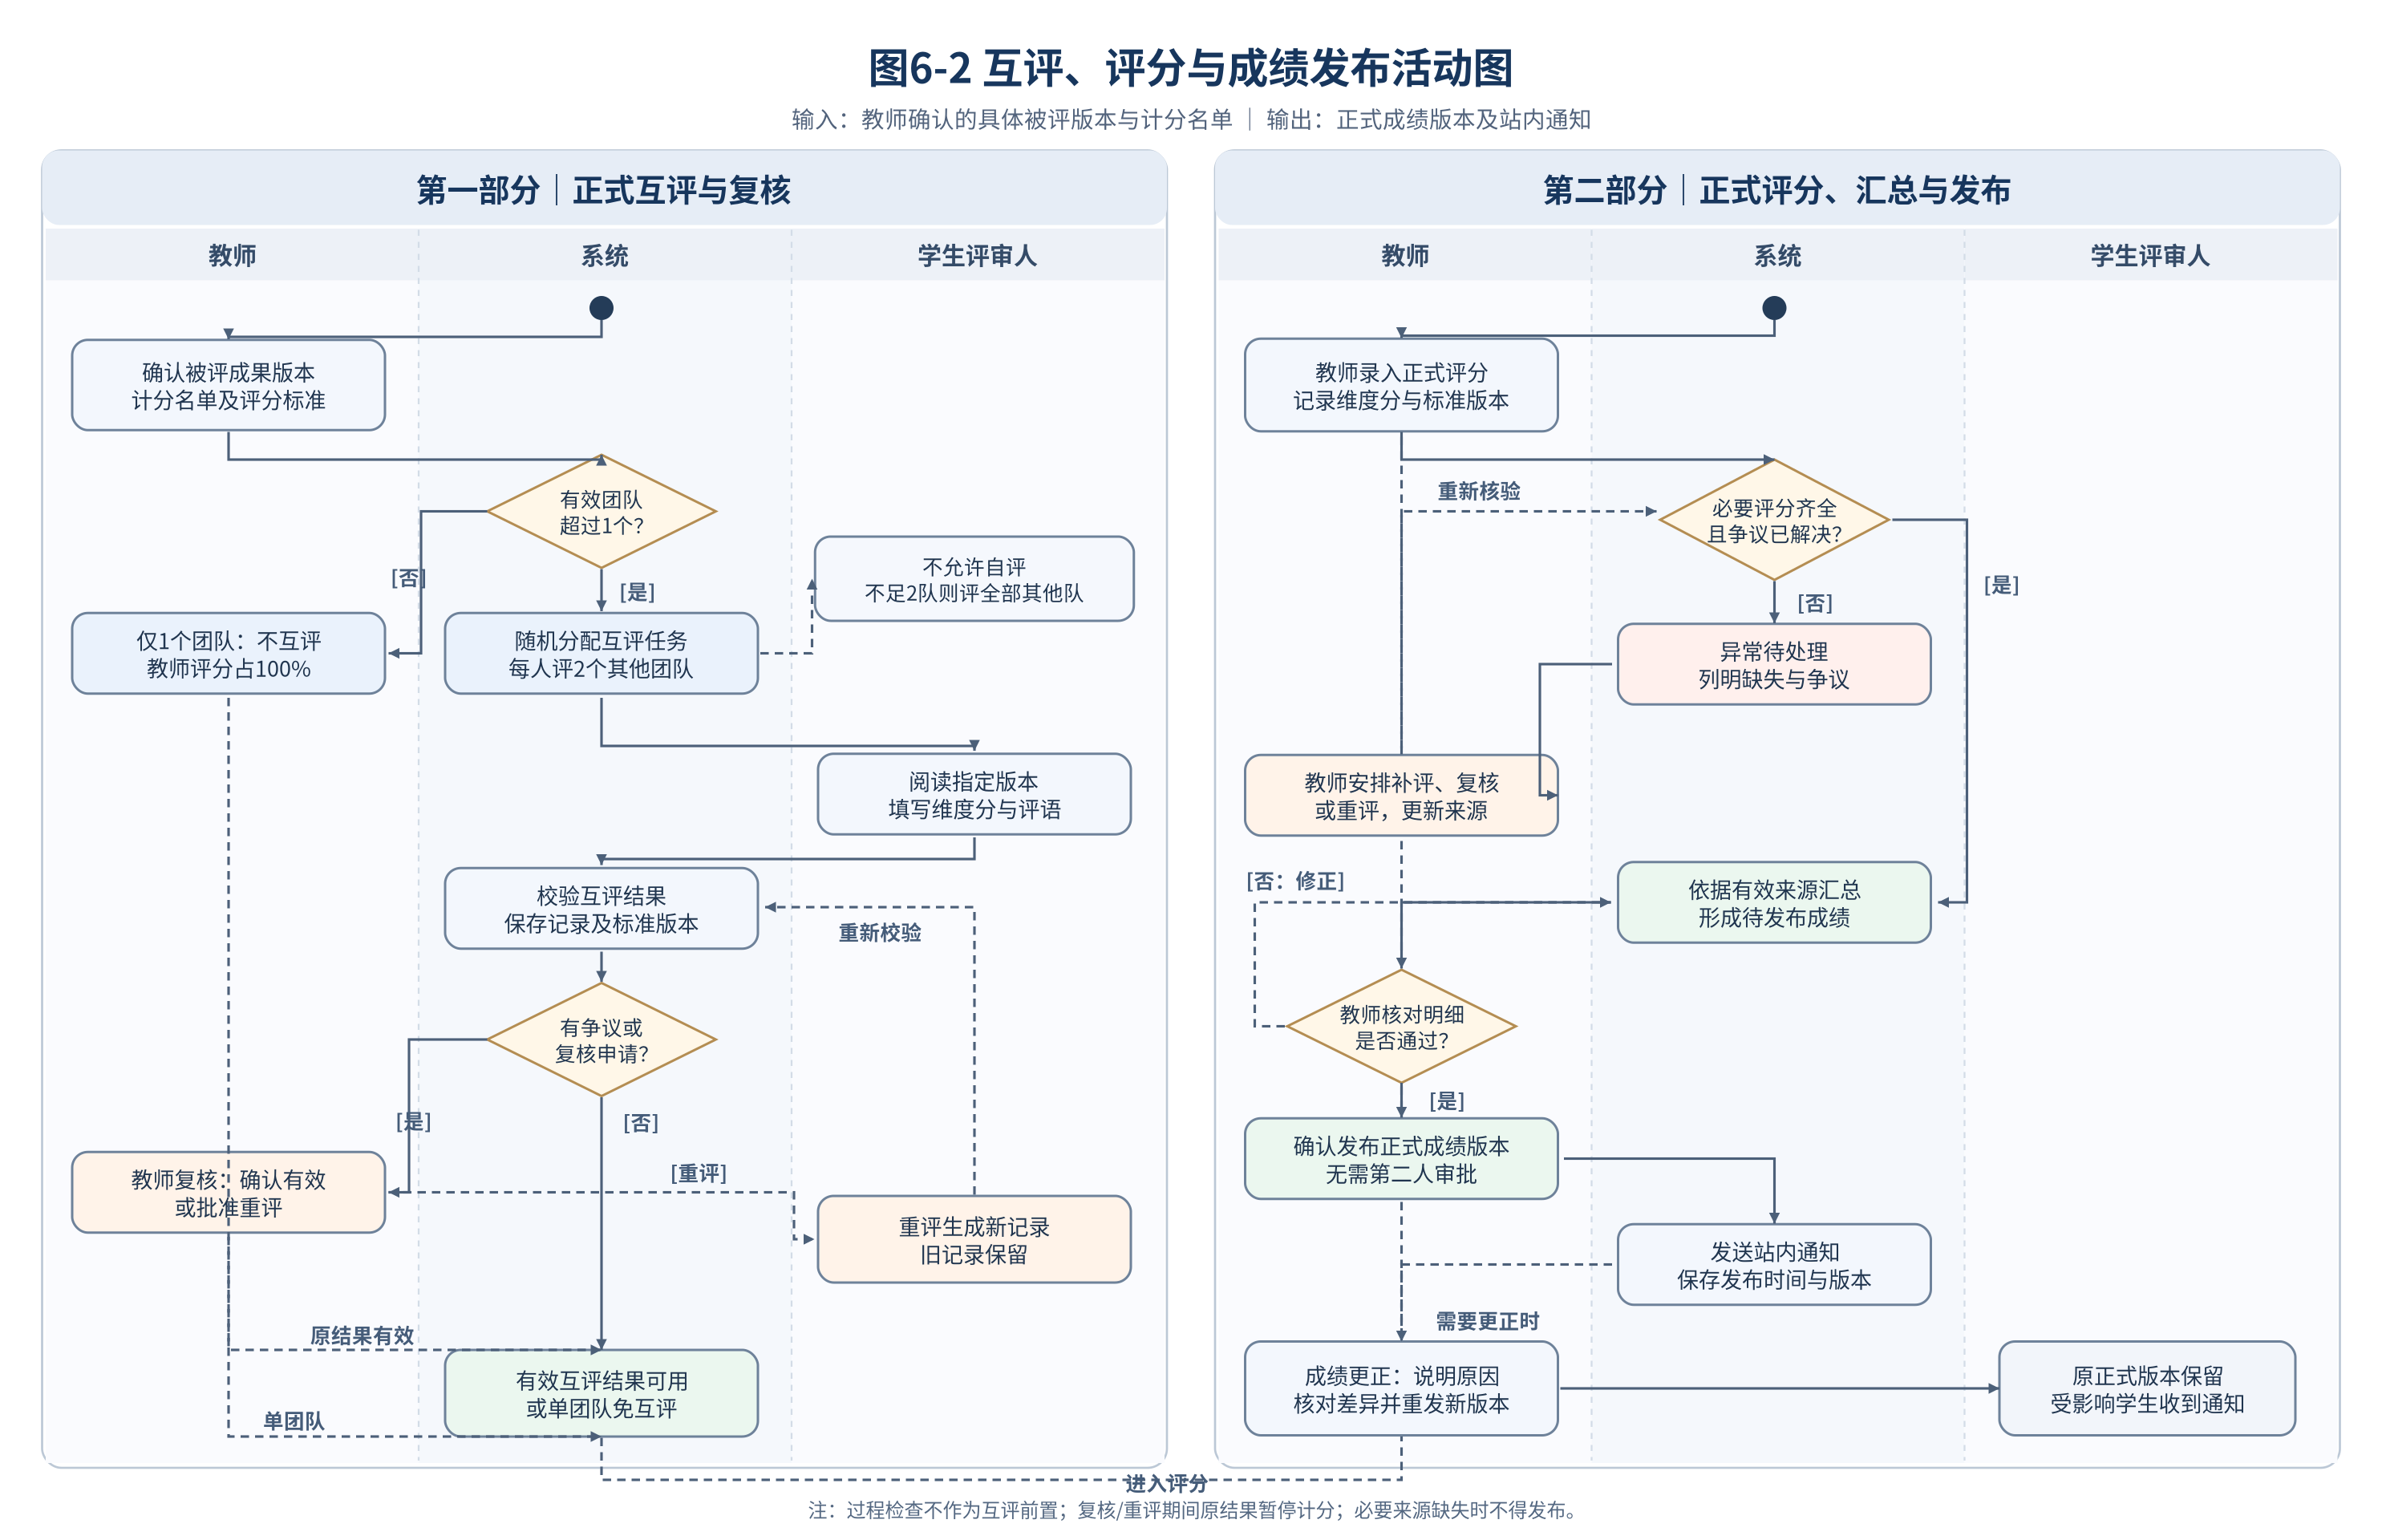 图6-2 互评、评分与成绩发布活动图
输入：教师确认的具体被评版本与计分名单｜输出：正式成绩版本及站内通知
第一部分｜正式互评与复核
教师
系统
学生评审人
确认被评成果版本
计分名单及评分标准
有效团队
超过1个？
[否]
[是]
不允许自评
不足2队则评全部其他队
仅1个团队：不互评
教师评分占100%
随机分配互评任务
每人评2个其他团队
阅读指定版本
填写维度分与评语
校验互评结果
保存记录及标准版本
重新校验
有争议或
复核申请？
[是]
[否]
[重评]
教师复核：确认有效
或批准重评
重评生成新记录
旧记录保留
原结果有效
有效互评结果可用
或单团队免互评
单团队
第二部分｜正式评分、汇总与发布
教师
系统
学生评审人
教师录入正式评分
记录维度分与标准版本
重新核验
必要评分齐全
且争议已解决？
[是]
[否]
异常待处理
列明缺失与争议
教师安排补评、复核
或重评，更新来源
[否：修正]
依据有效来源汇总
形成待发布成绩
教师核对明细
是否通过？
[是]
确认发布正式成绩版本
无需第二人审批
发送站内通知
保存发布时间与版本
需要更正时
成绩更正：说明原因
核对差异并重发新版本
原正式版本保留
受影响学生收到通知
进入评分
注：过程检查不作为互评前置；复核/重评期间原结果暂停计分；必要来源缺失时不得发布。